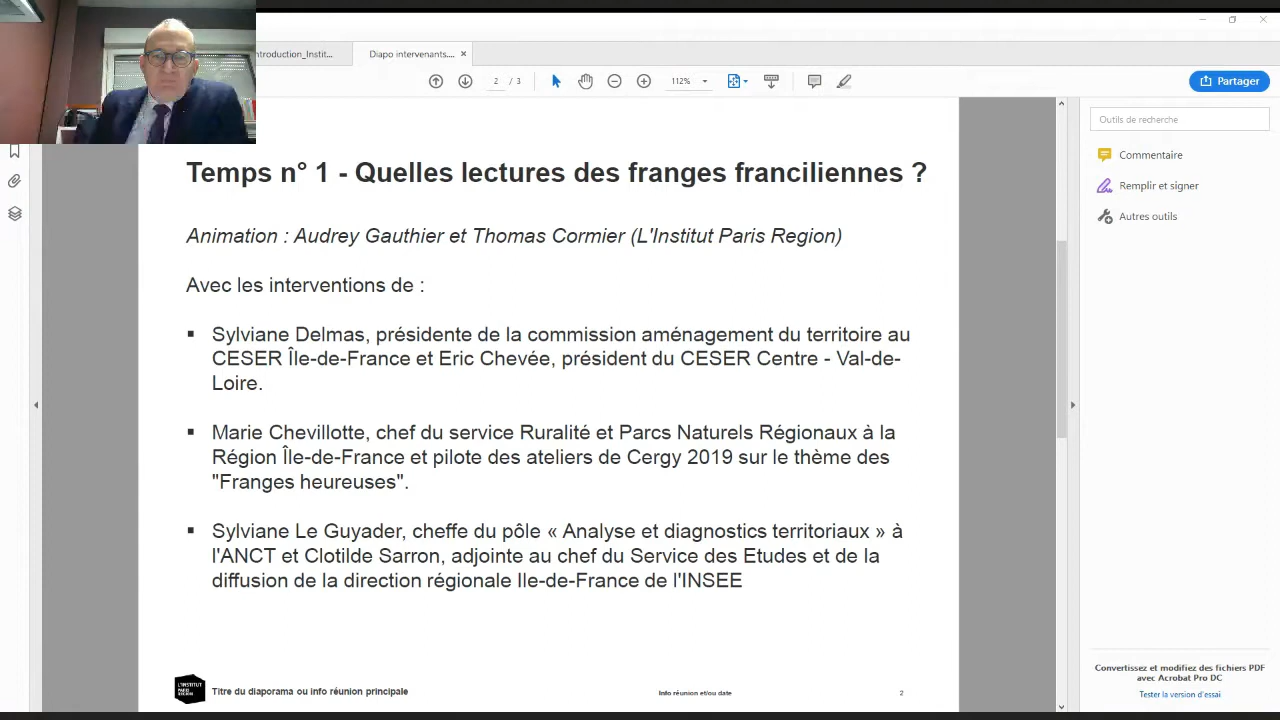 ntroduction_Instit...
Diapo intervenants....
2 / 3
112%
Partager
Outils de recherche
Commentaire
Remplir et signer
Autres outils
Temps n° 1 - Quelles lectures des franges franciliennes ?
Animation : Audrey Gauthier et Thomas Cormier (L'Institut Paris Region)
Avec les interventions de :
Sylviane Delmas, présidente de la commission aménagement du territoire au
CESER Île-de-France et Eric Chevée, président du CESER Centre - Val-de-
Loire.
Marie Chevillotte, chef du service Ruralité et Parcs Naturels Régionaux à la
Région Île-de-France et pilote des ateliers de Cergy 2019 sur le thème des
"Franges heureuses".
Sylviane Le Guyader, cheffe du pôle « Analyse et diagnostics territoriaux » à
l'ANCT et Clotilde Sarron, adjointe au chef du Service des Etudes et de la
diffusion de la direction régionale Ile-de-France de l'INSEE
L'INSTITUT
PARIS
REGION
Titre du diaporama ou info réunion principale
Info réunion et/ou date
2
Convertissez et modifiez des fichiers PDF
avec Acrobat Pro DC
Tester la version d'essai